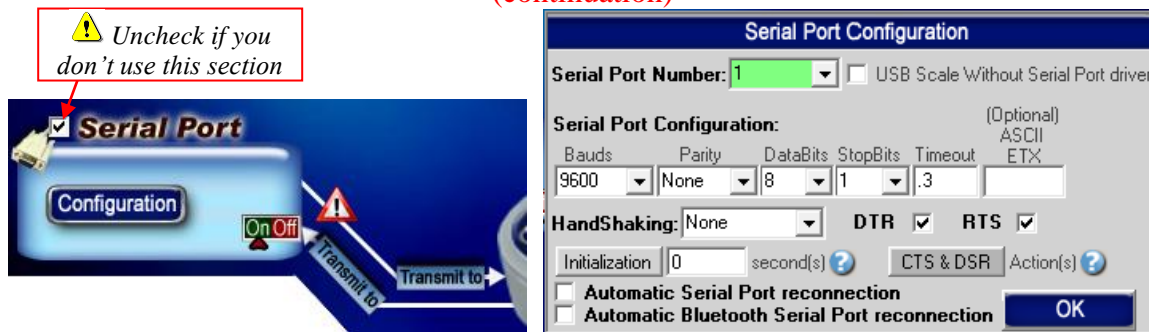 (continuation)
Uncheck if you
don't use this section
Serial Port
Configuration
On Off
Transmit to
Transmit to
Serial Port Configuration
Serial Port Number: 1 USB Scale Without Serial Port driver
(Optional)
Serial Port Configuration: ASCII
Bauds Parity DataBits StopBits Timeout ETX
9600 None 8 1 .3
HandShaking: None DTR RTS
Initialization 0 second(s) ? CTS & DSR Action(s) ?
Automatic Serial Port reconnection
Automatic Bluetooth Serial Port reconnection OK